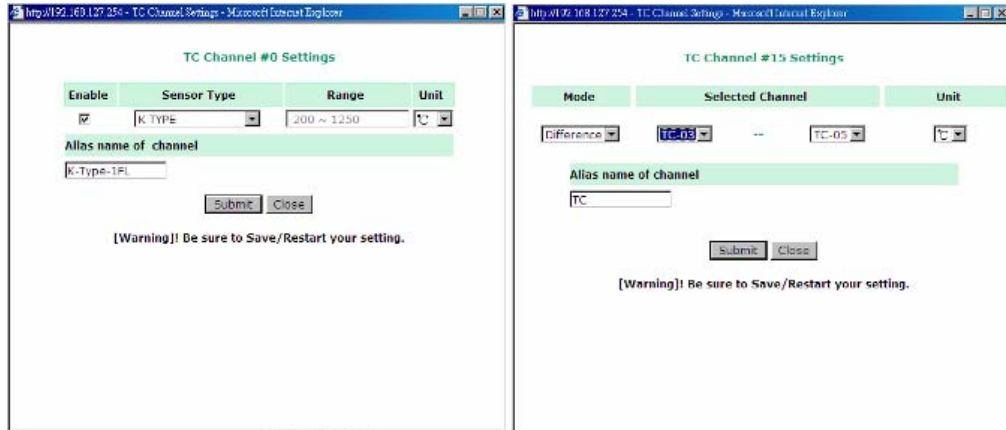 http://192.168.127.254 - TC Channel Settings - Microsoft Internet Explorer
TC Channel #0 Settings
Enable Sensor Type Range Unit
K TYPE 200 ~ 1250 ℃
Alias name of channel
K-Type-1FL
Submit Close
[Warning]! Be sure to Save/Restart your setting.
http://192.168.127.254 - TC Channel Settings - Microsoft Internet Explorer
TC Channel #15 Settings
Mode Selected Channel Unit
Difference TC-03 -- TC-05 ℃
Alias name of channel
TC
Submit Close
[Warning]! Be sure to Save/Restart your setting.